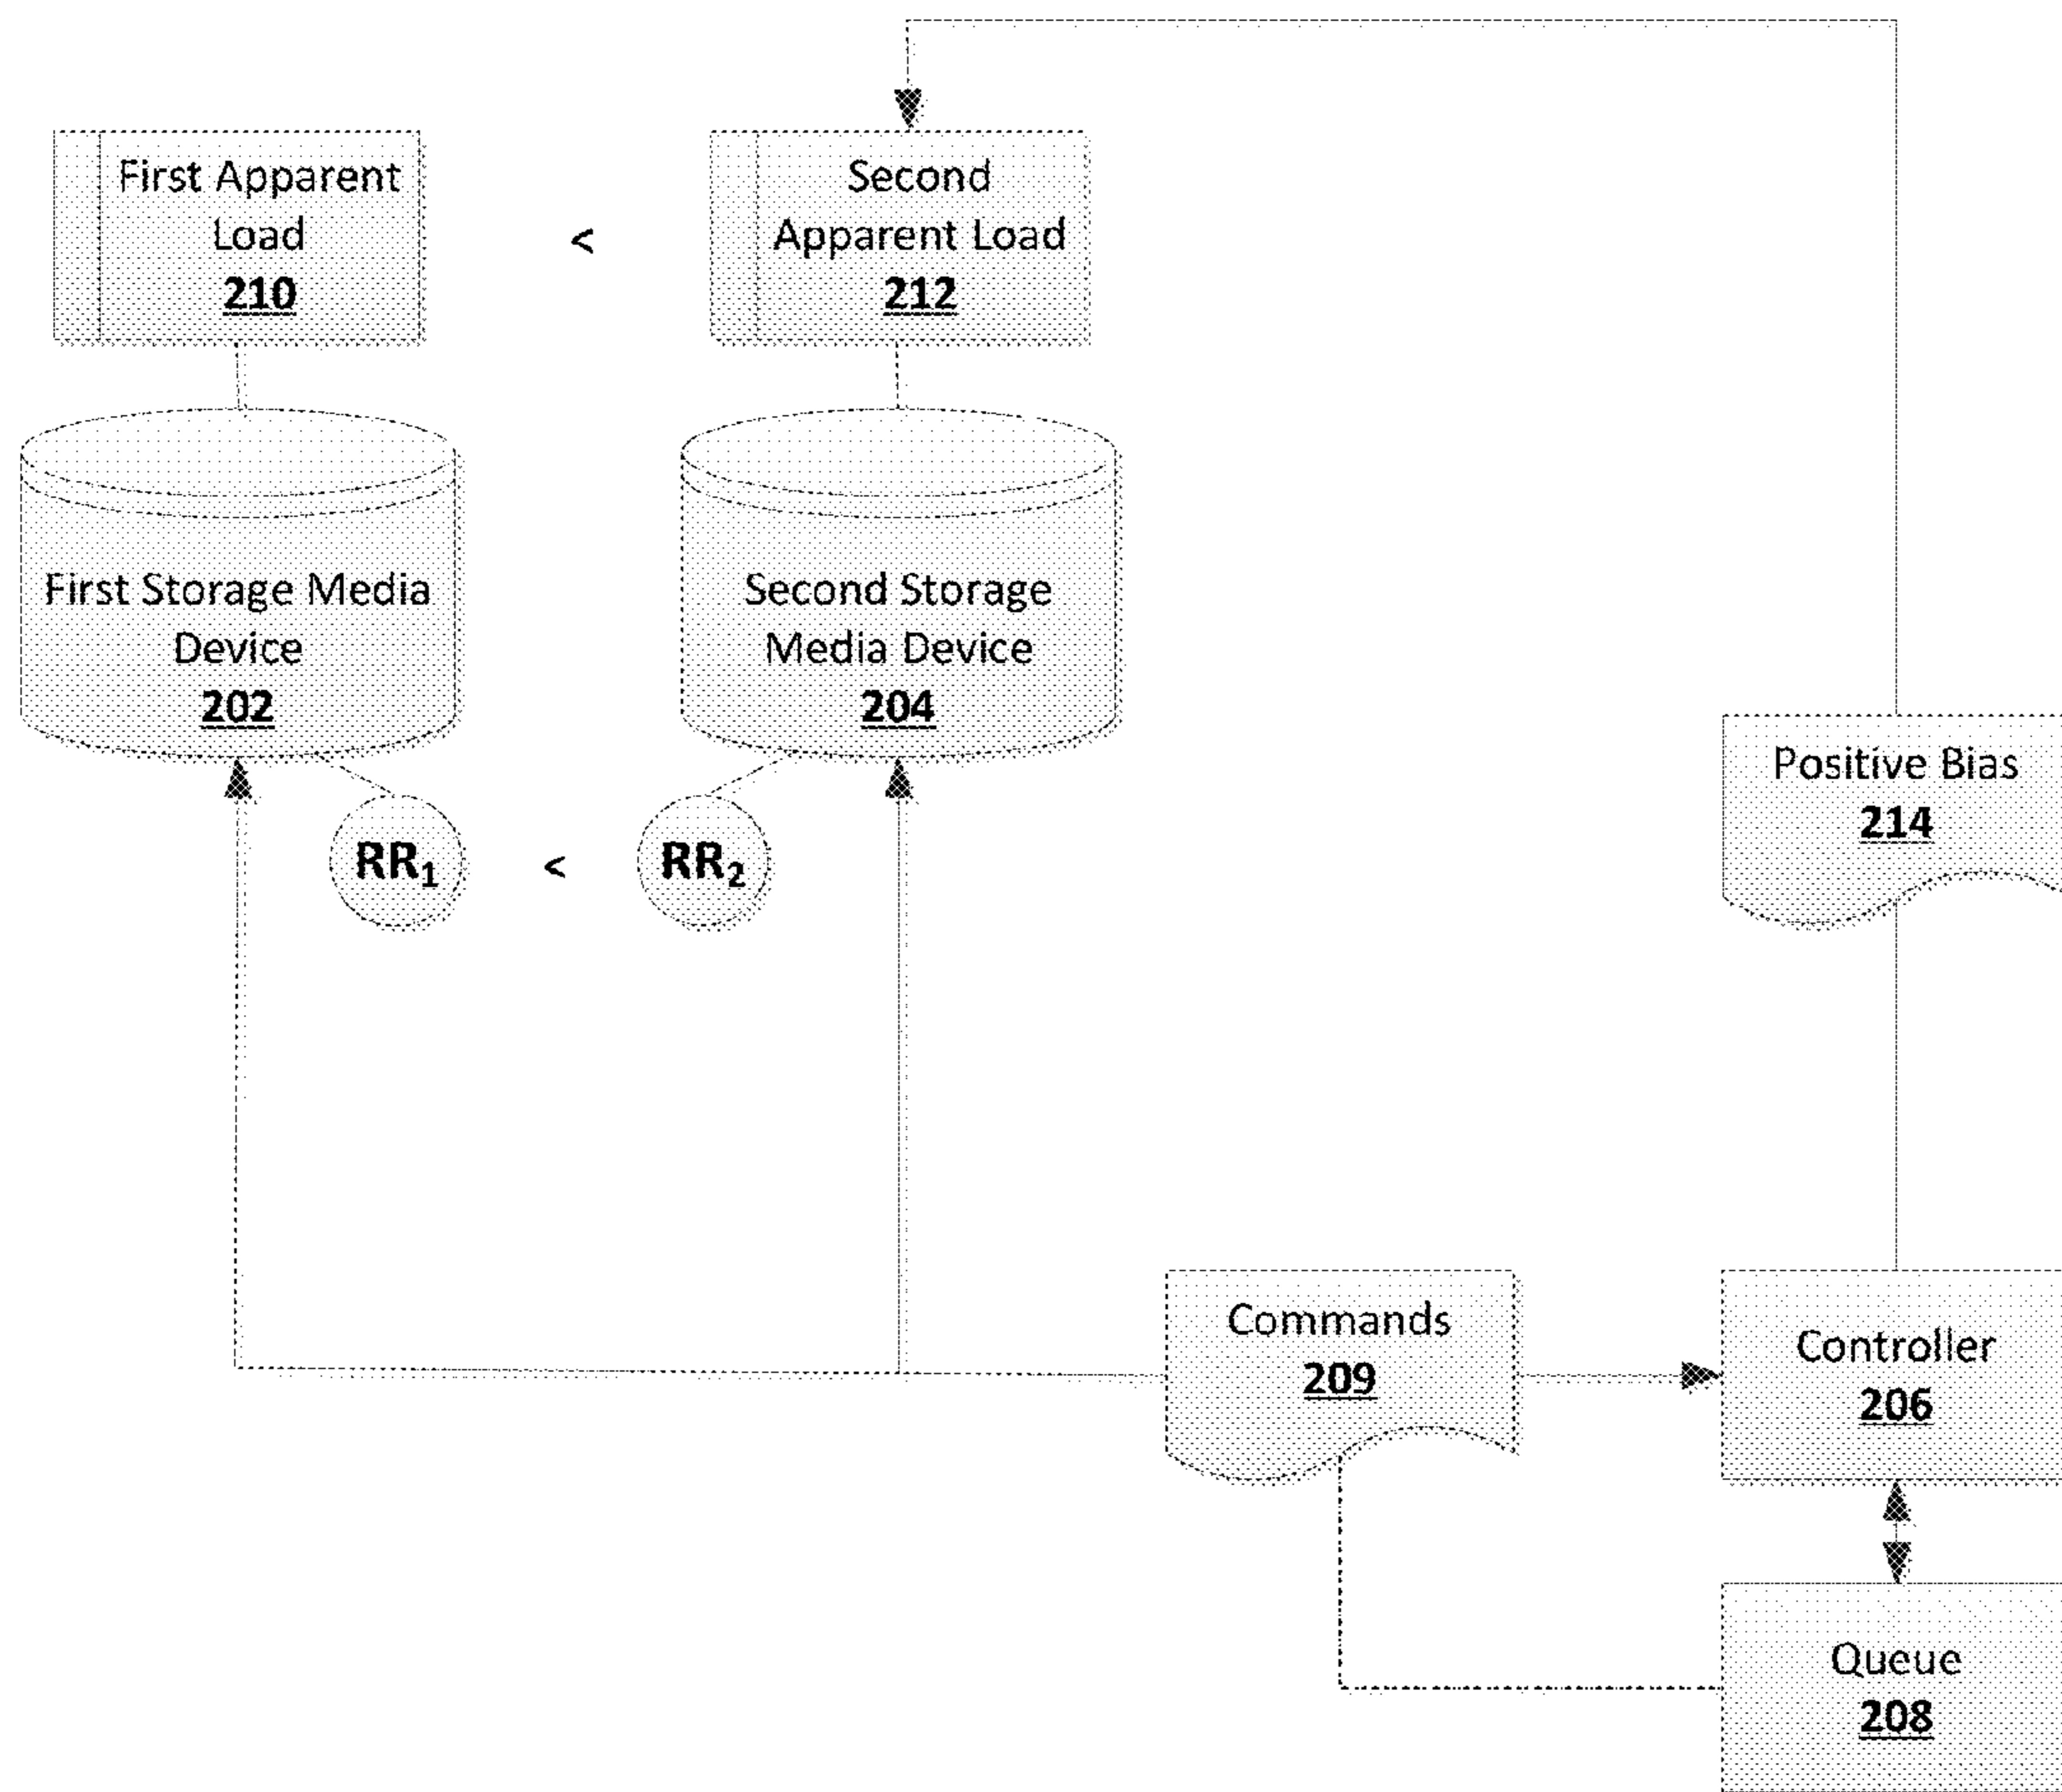 First Apparent
Load
210
<
Second
Apparent Load
212
First Storage Media
Device
202
Second Storage
Media Device
204
RR₁
<
RR₂
Positive Bias
214
Commands
209
Controller
206
Queue
208